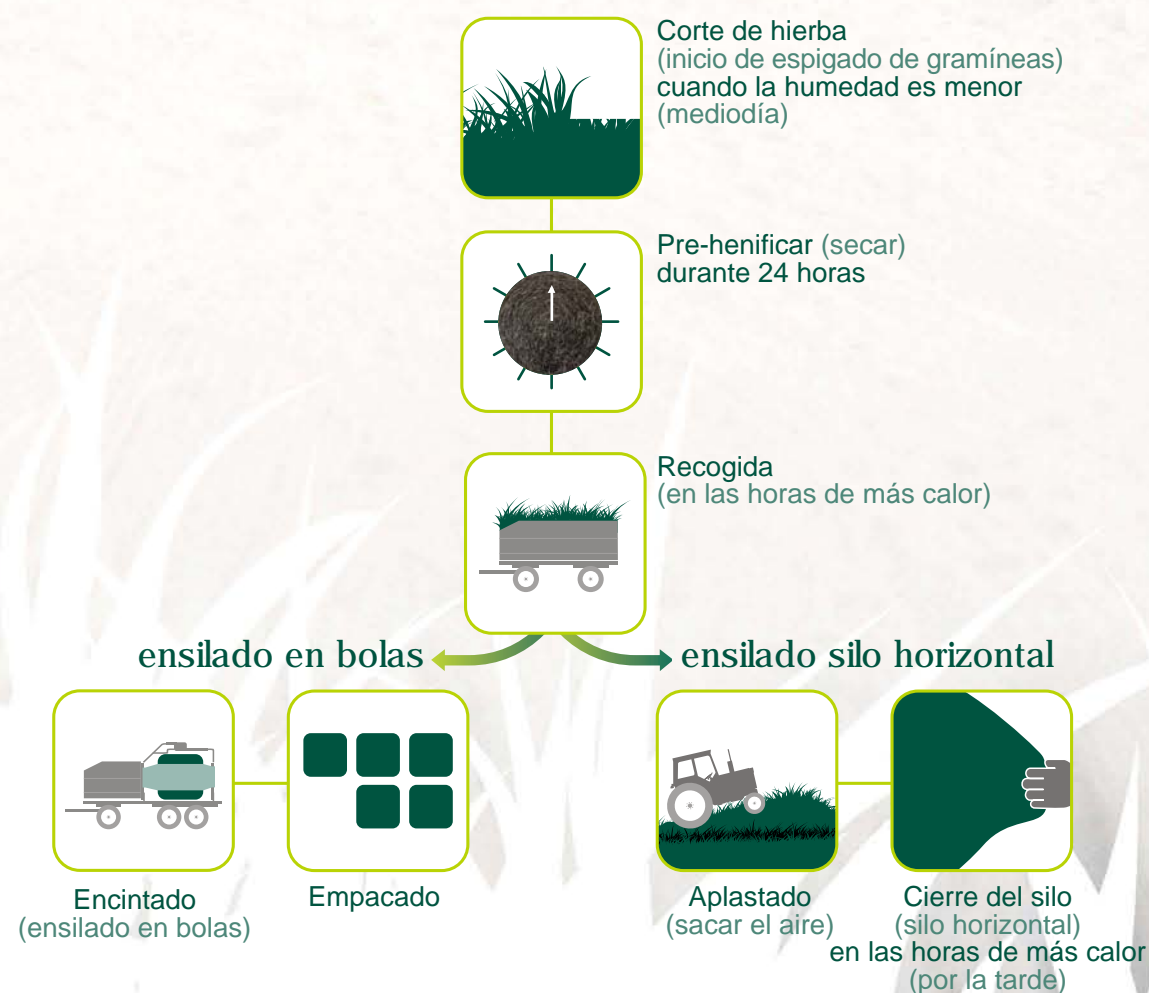 Corte de hierba
(inicio de espigado de gramíneas)
cuando la humedad es menor
(mediodía)
Pre-henificar (secar)
durante 24 horas
Recogida
(en las horas de más calor)
ensilado en bolas
ensilado silo horizontal
Encintado
(ensilado en bolas)
Empacado
Aplastado
(sacar el aire)
Cierre del silo
(silo horizontal)
en las horas de más calor
(por la tarde)